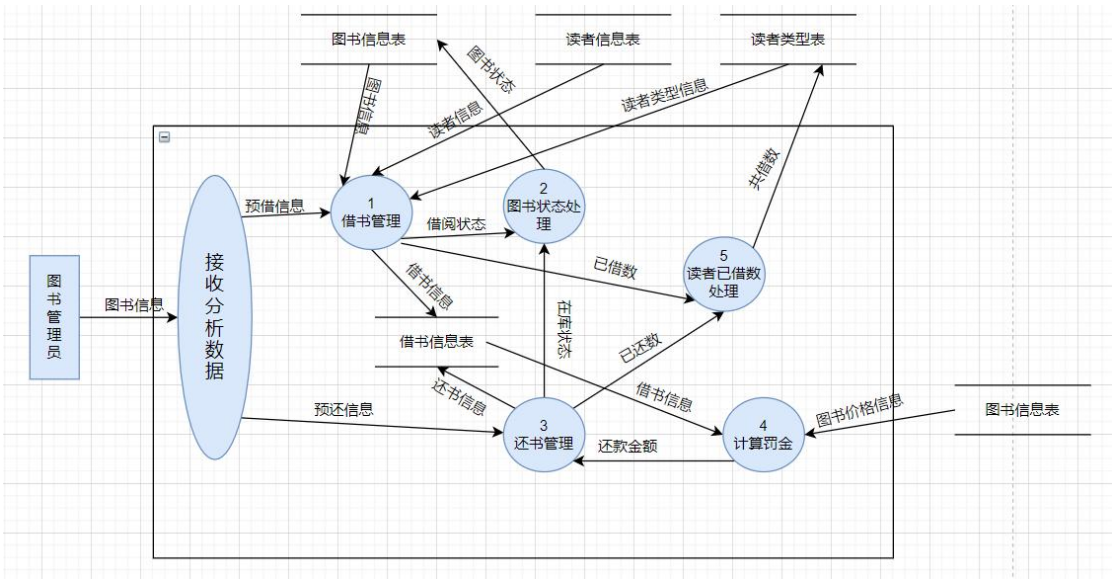 图书信息表
读者信息表
读者类型表
图书状态
图书信息
读者信息
读者类型信息
共借数
预借信息
1
借书管理
借阅状态
2
图书状态处
理
已借数
5
读者已借数
处理
图书管理员
图书信息
接收分析数据
借书信息
借书信息表
在库状态
已还数
还书信息
借书信息
预还信息
3
还书管理
还款金额
4
计算罚金
图书价格信息
图书信息表